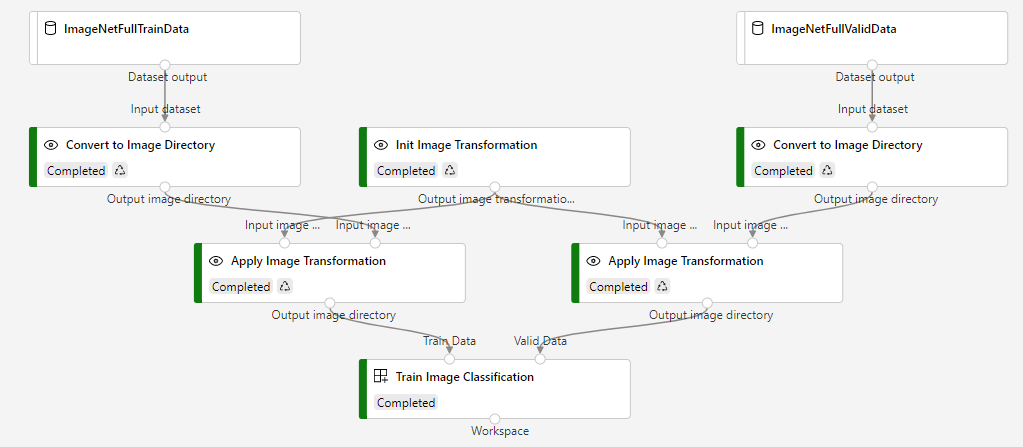 ImageNetFullTrainData
ImageNetFullValidData
Dataset output
Dataset output
Input dataset
Input dataset
Convert to Image Directory
Init Image Transformation
Convert to Image Directory
Completed
Completed
Completed
Output image directory
Output image transformatio...
Output image directory
Input image ...
Input image ...
Input image ...
Input image ...
Apply Image Transformation
Apply Image Transformation
Completed
Completed
Output image directory
Output image directory
Train Data
Valid Data
Train Image Classification
Completed
Workspace